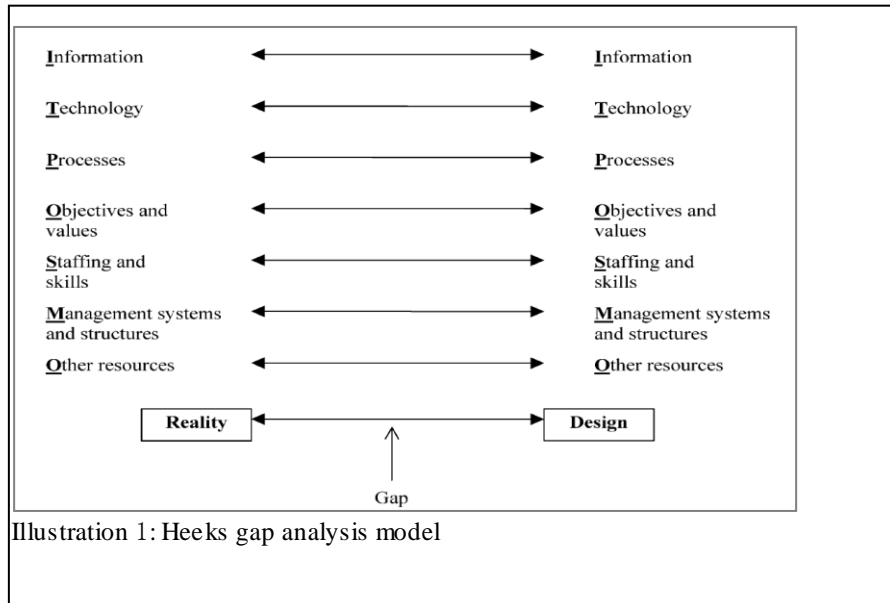 Information Information
Technology Technology
Processes Processes
Objectives and Objectives and
values values
Staffing and Staffing and
skills skills
Management systems Management systems
and structures and structures
Other resources Other resources
Reality Design
Gap
Illustration 1: Heeks gap analysis model